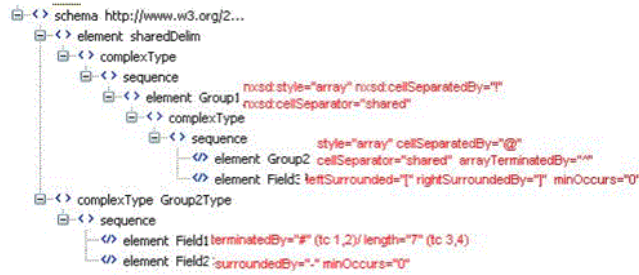 schema http://www.w3.org/2...
element sharedDelim
complexType
sequence
nxsd:style="array" nxsd:cellSeparatedBy="!"
element Group1 nxsd:cellSeparator="shared"
complexType
sequence
style="array" cellSeparatedBy="@"
element Group2 cellSeparator="shared" arrayTerminatedBy="^"
element Field3 leftSurrounded="[" rightSurroundedBy="]" minOccurs="0"
complexType Group2Type
sequence
element Field1 terminatedBy="#" (tc 1,2)/ length="7" (tc 3,4)
element Field2 surroundedBy="-" minOccurs="0"